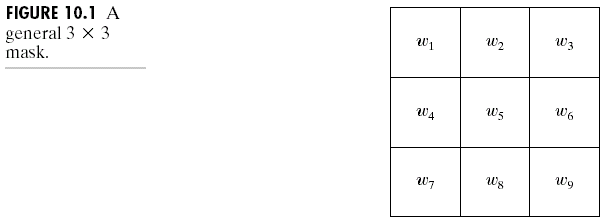 FIGURE 10.1 A
general 3 × 3
mask.
w₁ w₂ w₃
w₄ w₅ w₆
w₇ w₈ w₉